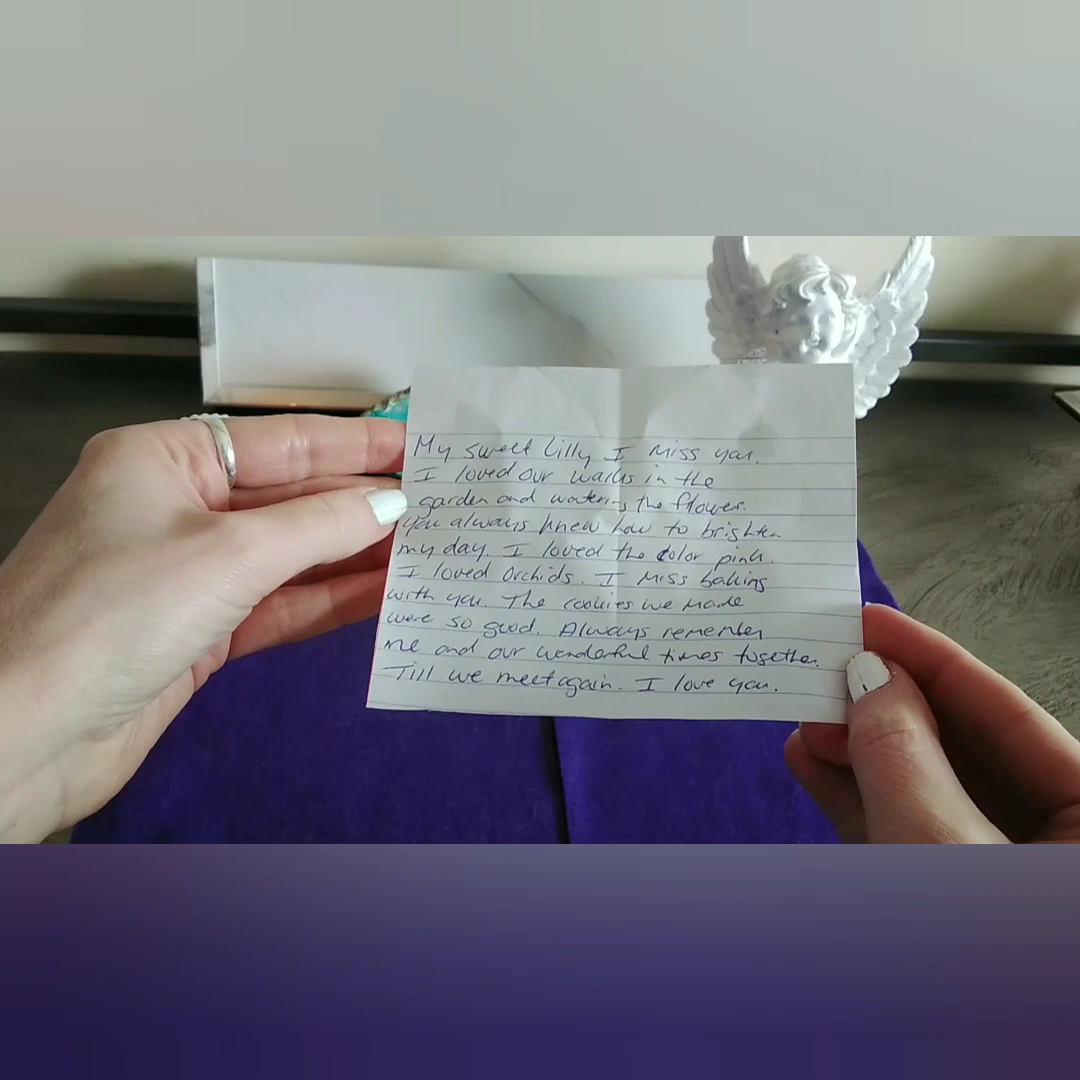 My sweet Lilly I miss you.
I loved our walks in the
garden and watering the flower.
You always knew how to brighten
my day. I loved the color pink.
I loved Orchids. I miss baking
with you. The cookies we made
were so good. Always remember
me and our wonderful times together.
Till we meet again. I love you.